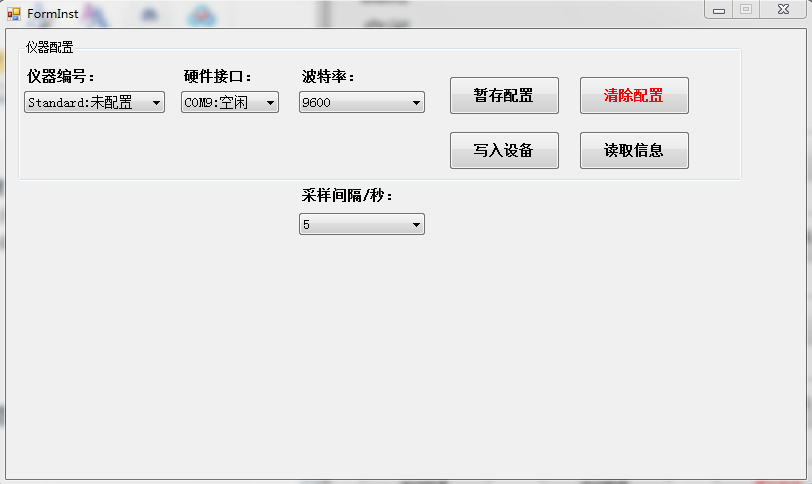 FormInst
仪器配置
仪器编号：
硬件接口：
波特率：
Standard:未配置
COM9:空闲
9600
暂存配置
清除配置
写入设备
读取信息
采样间隔/秒：
5